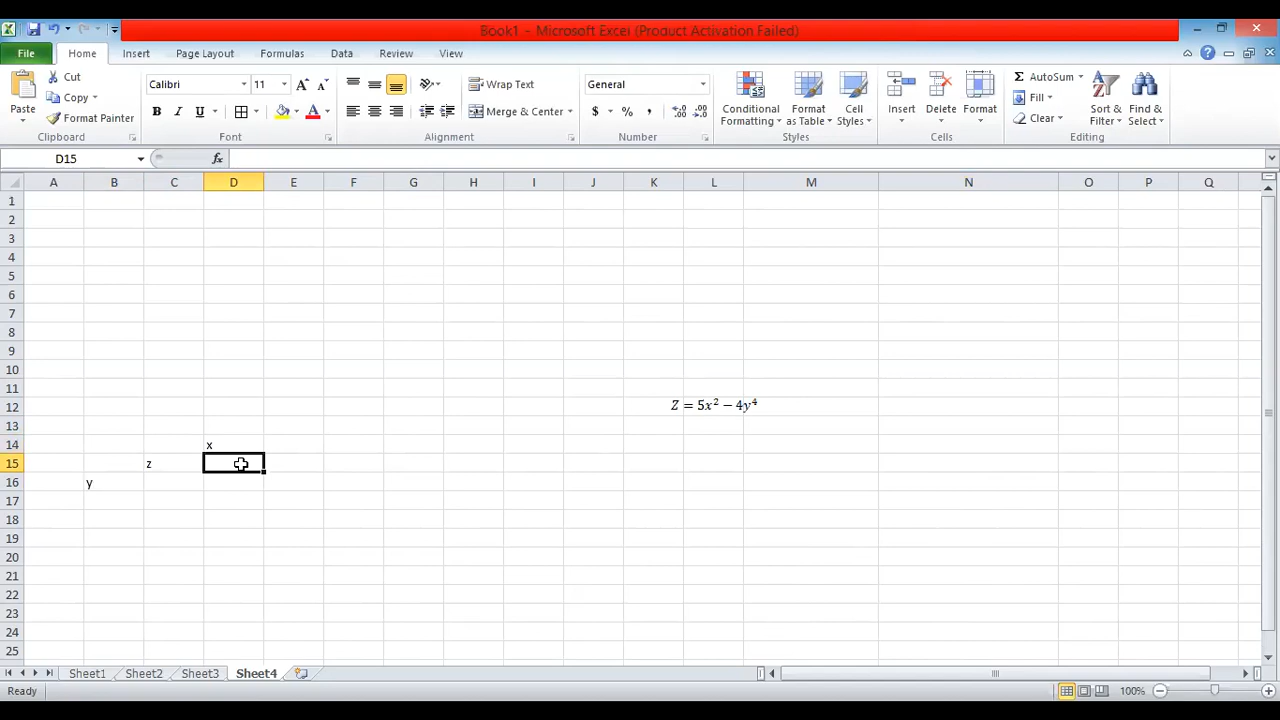 Book1 - Microsoft Excel (Product Activation Failed)
File Home Insert Page Layout Formulas Data Review View
Paste
Cut
Copy
Format Painter
Clipboard
Calibri 11
B I U
Font
Wrap Text
Merge & Center
Alignment
General
$ % ,
Number
Conditional Formatting
Format as Table
Cell Styles
Styles
Insert
Delete
Format
Cells
AutoSum
Fill
Clear
Sort & Filter
Find & Select
Editing
D15 fx
A B C D E F G H I J K L M N O P Q
1
2
3
4
5
6
7
8
9
10
11
12 Z = 5x² − 4y⁴
13
14 x
15 z
16 y
17
18
19
20
21
22
23
24
25
Sheet1 Sheet2 Sheet3 Sheet4
Ready 100%